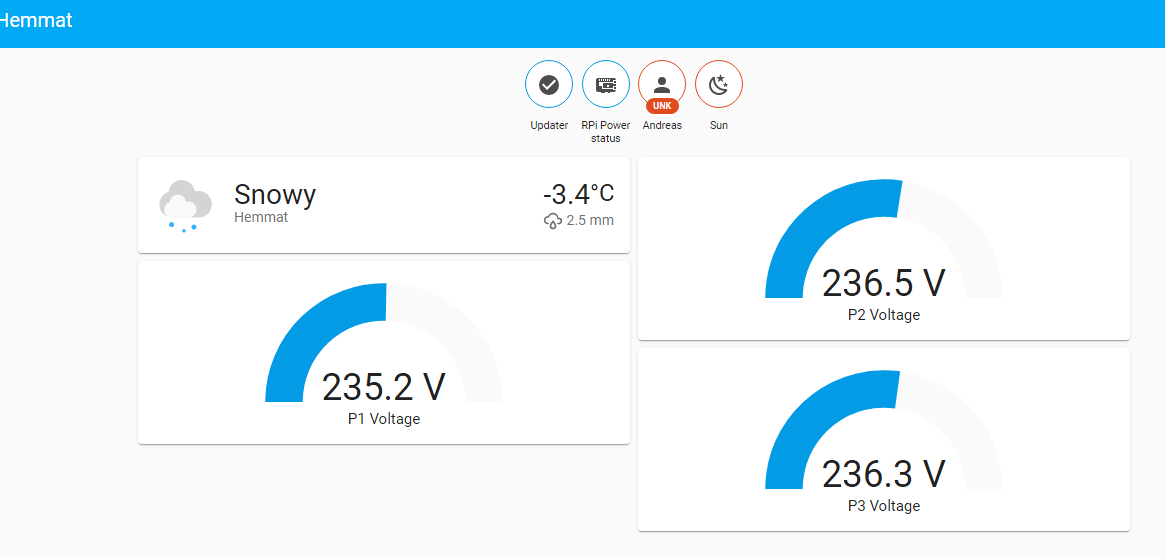 Hemmat
UNK
Updater
RPi Power
status
Andreas
Sun
Snowy
Hemmat
-3.4°C
2.5 mm
235.2 V
P1 Voltage
236.5 V
P2 Voltage
236.3 V
P3 Voltage